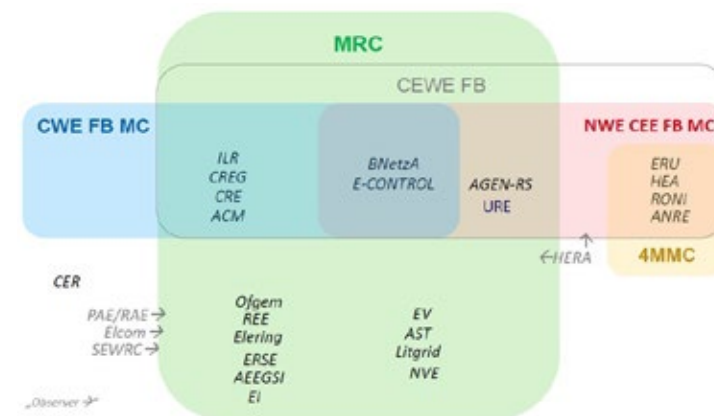 MRC
CEWE FB
CWE FB MC
NWE CEE FB MC
ILR
CREG
CRE
ACM
BNetzA
E-CONTROL
AGEN-RS
URE
ERU
HEA
RONI
ANRE
←HERA ↑
4MMC
CER
PAE/RAE→
Elcom→
SEWRC→
Ofgem
REE
Elering
ERSE
AEEGSI
EI
EV
AST
Litgrid
NVE
„Observer